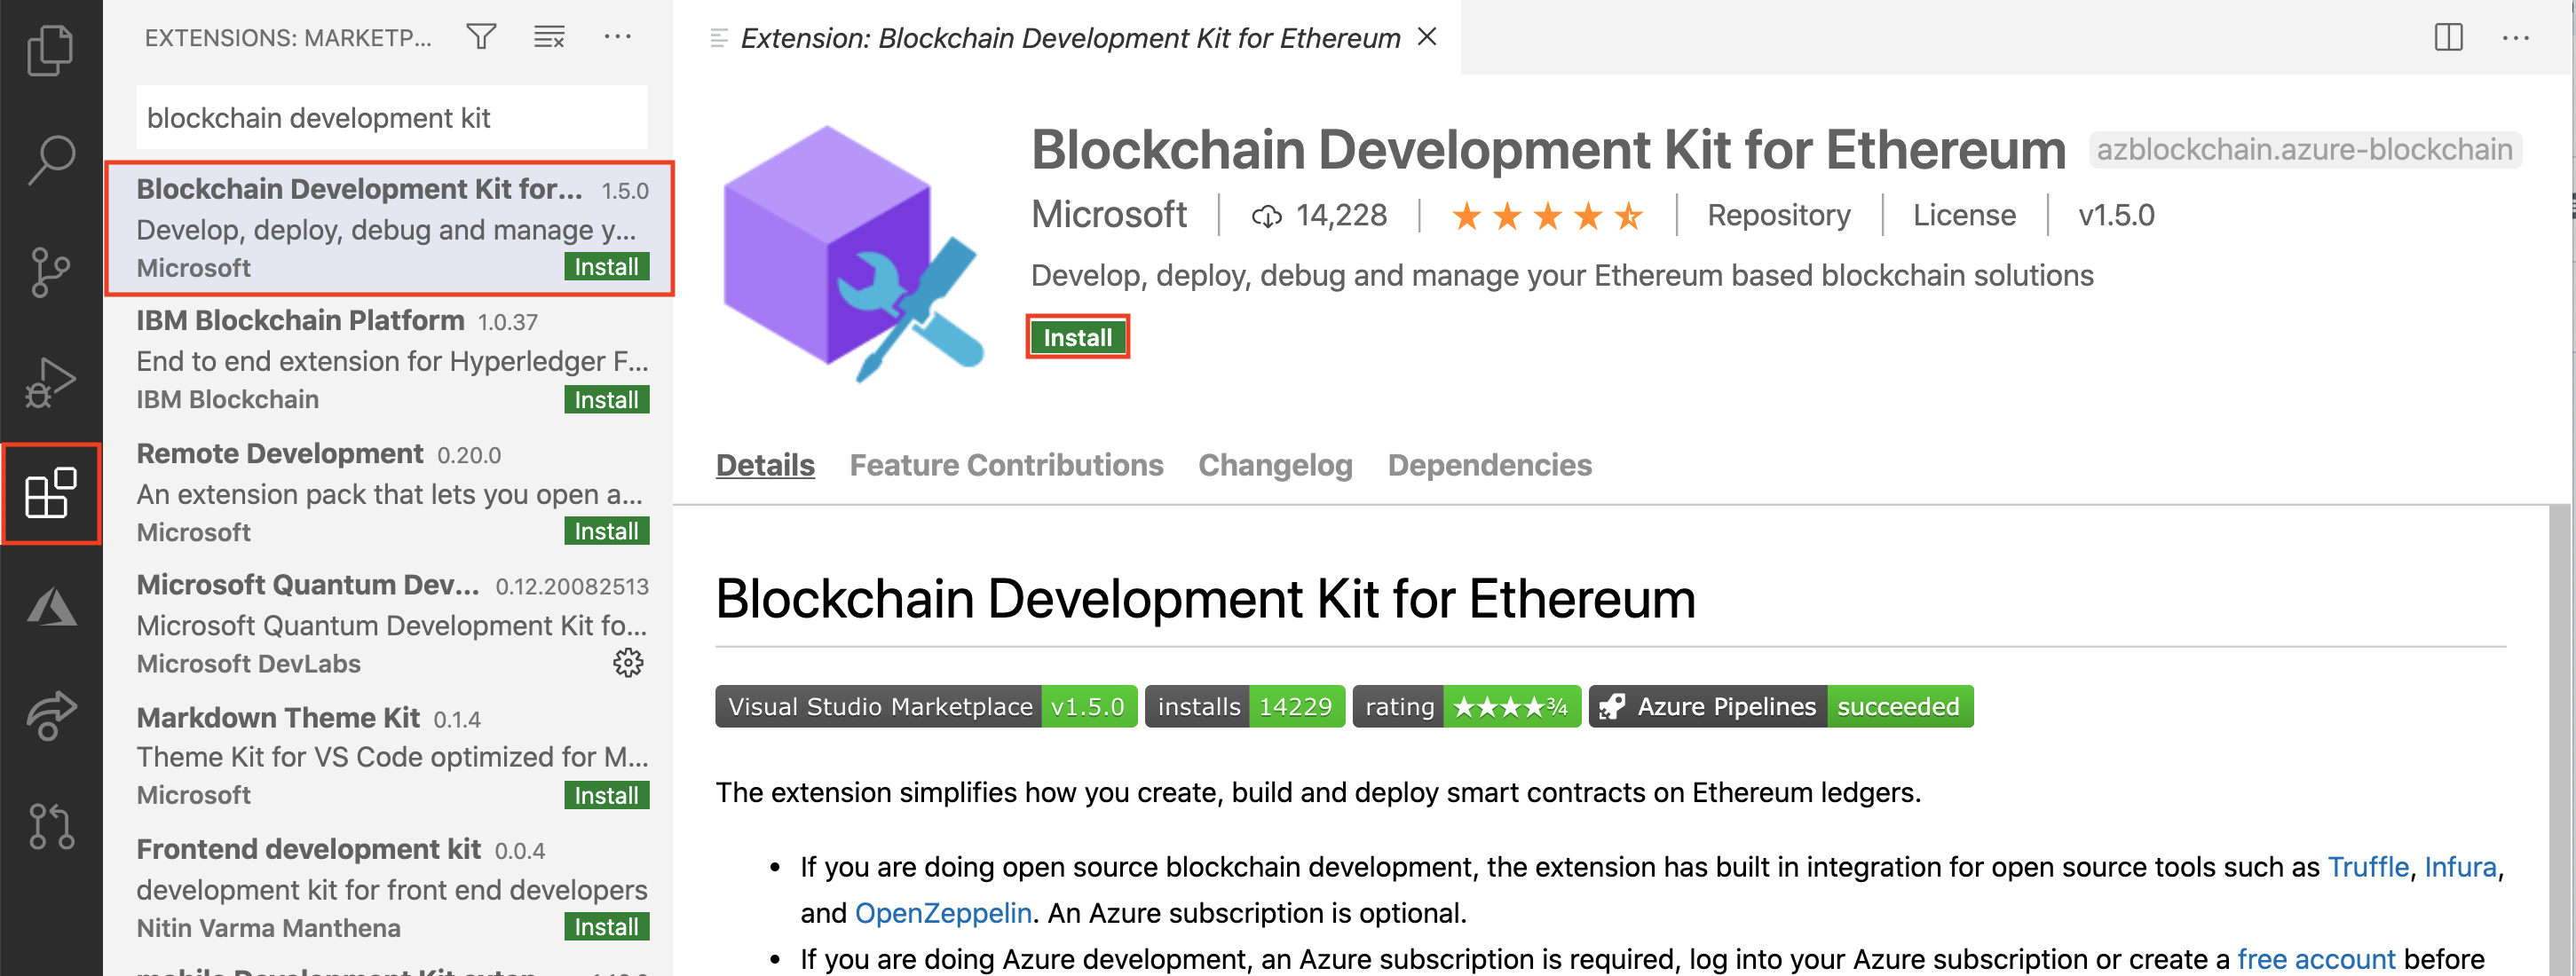 EXTENSIONS: MARKETP...
blockchain development kit
Blockchain Development Kit for... 1.5.0
Develop, deploy, debug and manage y...
Microsoft Install
IBM Blockchain Platform 1.0.37
End to end extension for Hyperledger F...
IBM Blockchain Install
Remote Development 0.20.0
An extension pack that lets you open a...
Microsoft Install
Microsoft Quantum Dev... 0.12.20082513
Microsoft Quantum Development Kit fo...
Microsoft DevLabs
Markdown Theme Kit 0.1.4
Theme Kit for VS Code optimized for M...
Microsoft Install
Frontend development kit 0.0.4
development kit for front end developers
Nitin Varma Manthena Install
Extension: Blockchain Development Kit for Ethereum
Blockchain Development Kit for Ethereum azblockchain.azure-blockchain
Microsoft 14,228 Repository License v1.5.0
Develop, deploy, debug and manage your Ethereum based blockchain solutions
Install
Details Feature Contributions Changelog Dependencies
Blockchain Development Kit for Ethereum
Visual Studio Marketplace v1.5.0 installs 14229 rating ★★★★¾ Azure Pipelines succeeded
The extension simplifies how you create, build and deploy smart contracts on Ethereum ledgers.
• If you are doing open source blockchain development, the extension has built in integration for open source tools such as Truffle, Infura,
and OpenZeppelin. An Azure subscription is optional.
• If you are doing Azure development, an Azure subscription is required, log into your Azure subscription or create a free account before